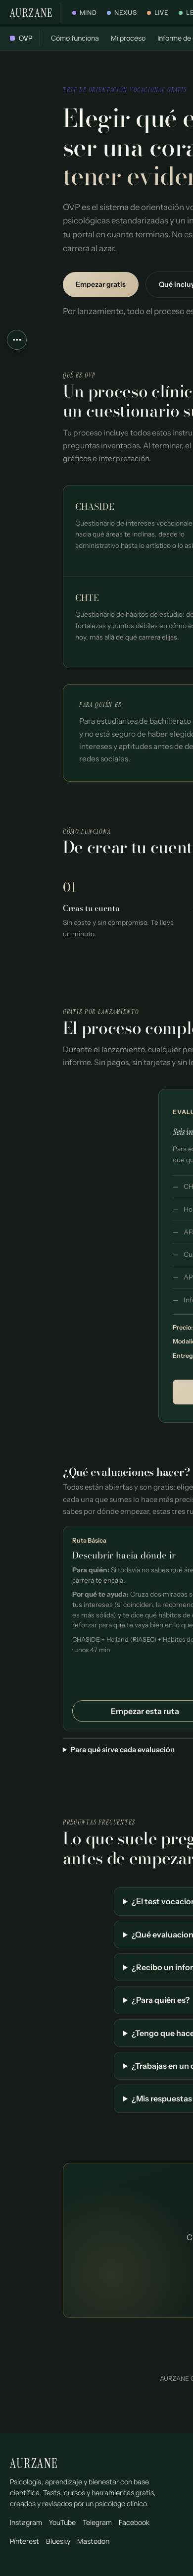 AURZANE MIND NEXUS LIVE
OVP Cómo funciona Mi proceso Informe de
TEST DE ORIENTACIÓN VOCACIONAL GRATIS
Elegir qué e
ser una cora
tener evider
OVP es el sistema de orientación vo
psicológicas estandarizadas y un in
tu portal en cuanto terminas. No es
carrera al azar.
Empezar gratis Qué incluy
Por lanzamiento, todo el proceso es
QUÉ ES OVP
Un proceso clínic
un cuestionario su
Tu proceso incluye todos estos instru
preguntas inventadas. Al terminar, el
gráficos e interpretación.
CHASIDE
Cuestionario de intereses vocacionale
hacia qué áreas te inclinas, desde lo
administrativo hasta lo artístico o lo as
CHTE
Cuestionario de hábitos de estudio: de
fortalezas y puntos débiles en cómo es
hoy, más allá de qué carrera elijas.
PARA QUIÉN ES
Para estudiantes de bachillerato
y no está seguro de haber elegido
intereses y aptitudes antes de de
redes sociales.
CÓMO FUNCIONA
De crear tu cuent
01
Creas tu cuenta
Sin coste y sin compromiso. Te lleva
un minuto.
GRATIS POR LANZAMIENTO
El proceso comple
Durante el lanzamiento, cualquier per
informe. Sin pagos, sin tarjetas y sin le
EVALU
Seis in
Para e
que qu
— CH
— Ho
— AF
— Cu
— AP
— Inf
Precio:
Modali
Entreg
¿Qué evaluaciones hacer?
Todas están abiertas y son gratis: elige
cada una que sumes lo hace más preci
sabes por dónde empezar, estas tres ru
Ruta Básica
Descubrir hacia dónde ir
Para quién: Si todavía no sabes qué áre
carrera te encaja.
Por qué te ayuda: Cruza dos miradas s
tus intereses (si coinciden, la recomenc
es más sólida) y te dice qué hábitos de e
reforzar para que te vaya bien en lo que
CHASIDE + Holland (RIASEC) + Hábitos de
· unos 47 min
Empezar esta ruta
Para qué sirve cada evaluación
PREGUNTAS FRECUENTES
Lo que suele preg
antes de empezar
¿El test vocacion
¿Qué evaluacion
¿Recibo un infor
¿Para quién es?
¿Tengo que hace
¿Trabajas en un c
¿Mis respuestas
C
AURZANE
AURZANE
Psicología, aprendizaje y bienestar con base
científica. Tests, cursos y herramientas gratis,
creados y revisados por un psicólogo clínico.
Instagram YouTube Telegram Facebook
Pinterest Bluesky Mastodon